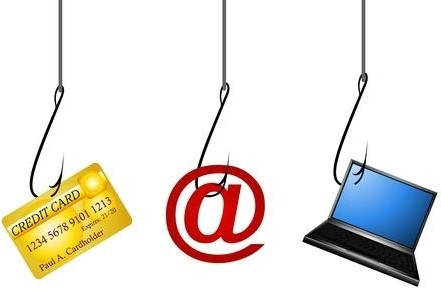 CREDIT CARD
1234 5678 9101 1213
Expires: 21/20
Paul A. Cardholder
@